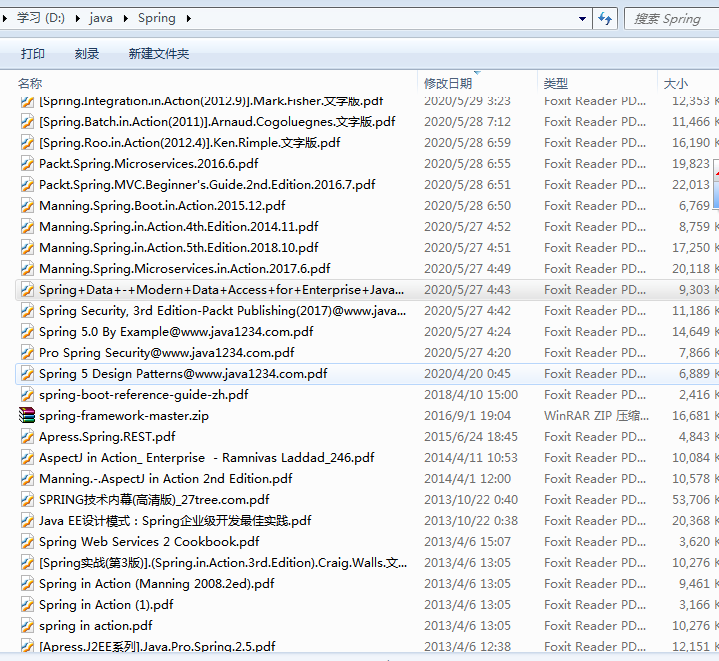 学习 (D:) java Spring 搜索 Spring
打印 刻录 新建文件夹
名称 修改日期 类型 大小
[Spring.Integration.in.Action(2012.9)].Mark.Fisher.文字版.pdf 2020/5/29 3:23 Foxit Reader PD... 12,353 K
[Spring.Batch.in.Action(2011)].Arnaud.Cogoluegnes.文字版.pdf 2020/5/28 7:12 Foxit Reader PD... 11,466 K
[Spring.Roo.in.Action(2012.4)].Ken.Rimple.文字版.pdf 2020/5/28 6:59 Foxit Reader PD... 16,190 K
Packt.Spring.Microservices.2016.6.pdf 2020/5/28 6:55 Foxit Reader PD... 19,823
Packt.Spring.MVC.Beginner's.Guide.2nd.Edition.2016.7.pdf 2020/5/28 6:51 Foxit Reader PD... 22,013
Manning.Spring.Boot.in.Action.2015.12.pdf 2020/5/28 6:50 Foxit Reader PD... 6,769
Manning.Spring.in.Action.4th.Edition.2014.11.pdf 2020/5/27 4:52 Foxit Reader PD... 8,759 K
Manning.Spring.in.Action.5th.Edition.2018.10.pdf 2020/5/27 4:51 Foxit Reader PD... 17,250 K
Manning.Spring.Microservices.in.Action.2017.6.pdf 2020/5/27 4:49 Foxit Reader PD... 20,118 K
Spring+Data+-+Modern+Data+Access+for+Enterprise+Java... 2020/5/27 4:43 Foxit Reader PD... 9,303 K
Spring Security, 3rd Edition-Packt Publishing(2017)@www.java... 2020/5/27 4:42 Foxit Reader PD... 11,186 K
Spring 5.0 By Example@www.java1234.com.pdf 2020/5/27 4:24 Foxit Reader PD... 14,649 K
Pro Spring Security@www.java1234.com.pdf 2020/5/27 4:20 Foxit Reader PD... 7,866 K
Spring 5 Design Patterns@www.java1234.com.pdf 2020/4/20 0:45 Foxit Reader PD... 6,889 K
spring-boot-reference-guide-zh.pdf 2018/4/10 15:00 Foxit Reader PD... 2,416 K
spring-framework-master.zip 2016/9/1 19:04 WinRAR ZIP 压缩... 16,681 K
Apress.Spring.REST.pdf 2015/6/24 18:45 Foxit Reader PD... 4,843 K
AspectJ in Action_ Enterprise - Ramnivas Laddad_246.pdf 2014/4/11 10:53 Foxit Reader PD... 10,084 K
Manning.-.AspectJ in Action 2nd Edition.pdf 2014/4/1 12:00 Foxit Reader PD... 10,578 K
SPRING技术内幕(高清版)_27tree.com.pdf 2013/10/22 0:40 Foxit Reader PD... 53,706 K
Java EE设计模式：Spring企业级开发最佳实践.pdf 2013/10/22 0:38 Foxit Reader PD... 20,368 K
Spring Web Services 2 Cookbook.pdf 2013/4/6 15:07 Foxit Reader PD... 3,620 K
[Spring实战(第3版)].(Spring.in.Action.3rd.Edition).Craig.Walls.文... 2013/4/6 13:05 Foxit Reader PD... 10,276 K
Spring in Action (Manning 2008.2ed).pdf 2013/4/6 13:05 Foxit Reader PD... 9,461 K
Spring in Action (1).pdf 2013/4/6 13:05 Foxit Reader PD... 3,166 K
spring in action.pdf 2013/4/6 13:05 Foxit Reader PD... 10,276 K
[Apress.J2EE系列].Java.Pro.Spring.2.5.pdf 2013/4/6 12:38 Foxit Reader PD... 12,151 K